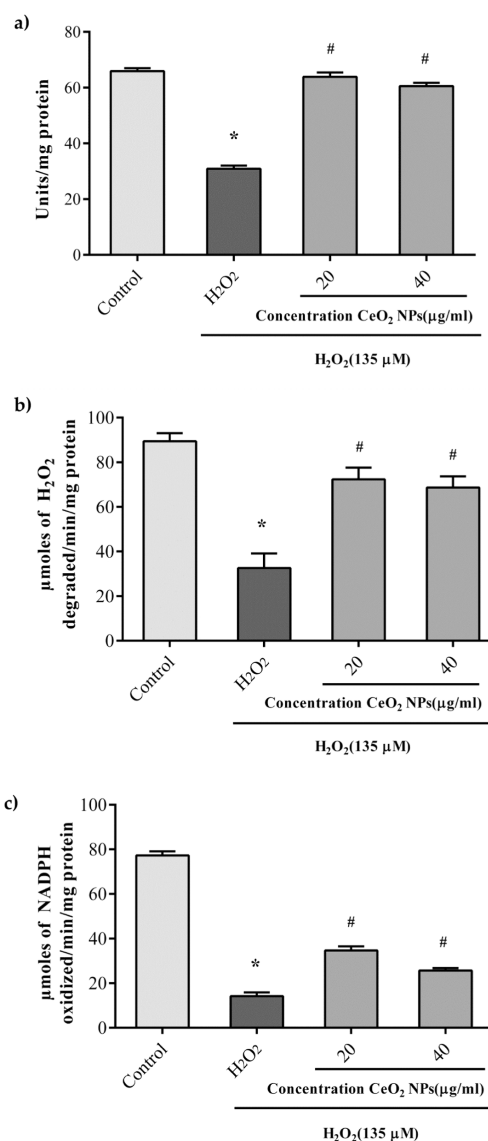 a)
Units/mg protein
80
60
40
20
0
*
#
#
Control
H₂O₂
20
40
Concentration CeO₂ NPs(μg/ml)
H₂O₂(135 μM)
b)
μmoles of H₂O₂
degraded/min/mg protein
100
80
60
40
20
0
*
#
#
Control
H₂O₂
20
40
Concentration CeO₂ NPs(μg/ml)
H₂O₂(135 μM)
c)
μmoles of NADPH
oxidized/min/mg protein
100
80
60
40
20
0
*
#
#
Control
H₂O₂
20
40
Concentration CeO₂ NPs(μg/ml)
H₂O₂(135 μM)